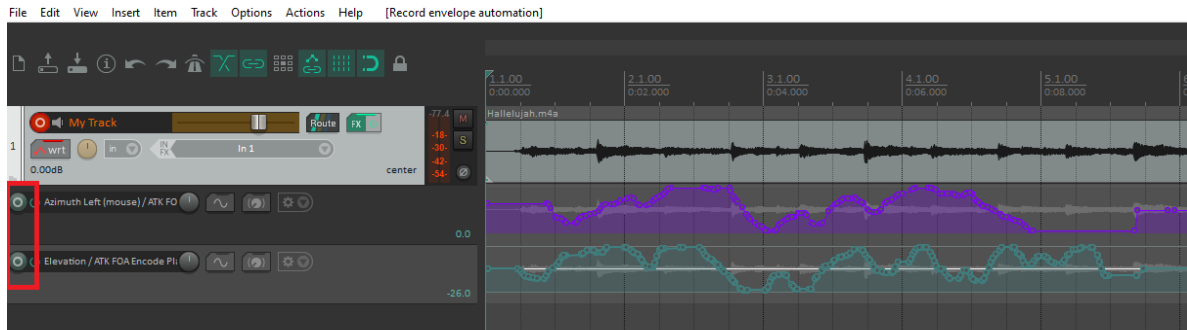 File Edit View Insert Item Track Options Actions Help [Record envelope automation]
1.1.00 2.1.00 3.1.00 4.1.00 5.1.00 6
0:00.000 0:02.000 0:04.000 0:06.000 0:08.000
Hallelujah.m4a
My Track Route FX -77.4 M
1 wrt in IN FX In 1 -18- S
-30-
-42-
0.00dB center -54- Ø
Azimuth Left (mouse) / ATK FO
0.0
Elevation / ATK FOA Encode Pl
-26.0